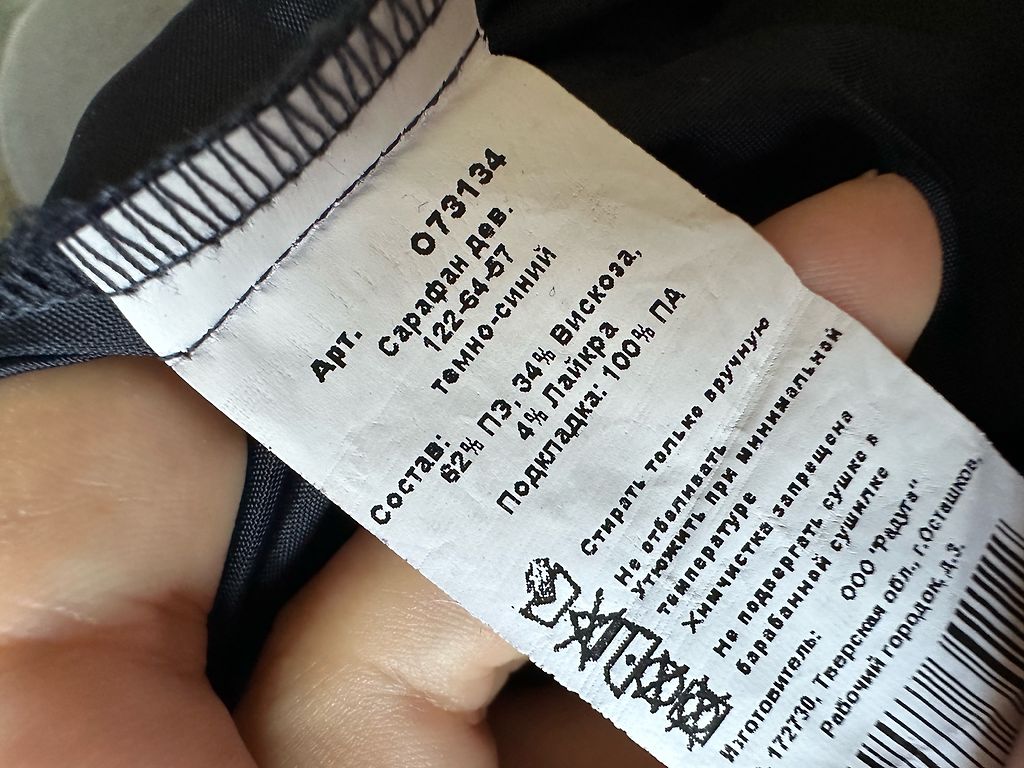 Арт. 073134
Сарафан дев.
122-64-57
темно-синий
Состав:
62% ПЭ, 34% Вискоза,
4% Лайкра
Подкладка: 100% ПА
Стирать только вручную
Не отбеливать
Утюжить при минимальной
температуре
Химчистка запрещена
Не подвергать сушке в
барабанной сушилке
Изготовитель: ООО "Радуга"
172730, Тверская обл., г.Осташков,
Рабочий городок, д.3.